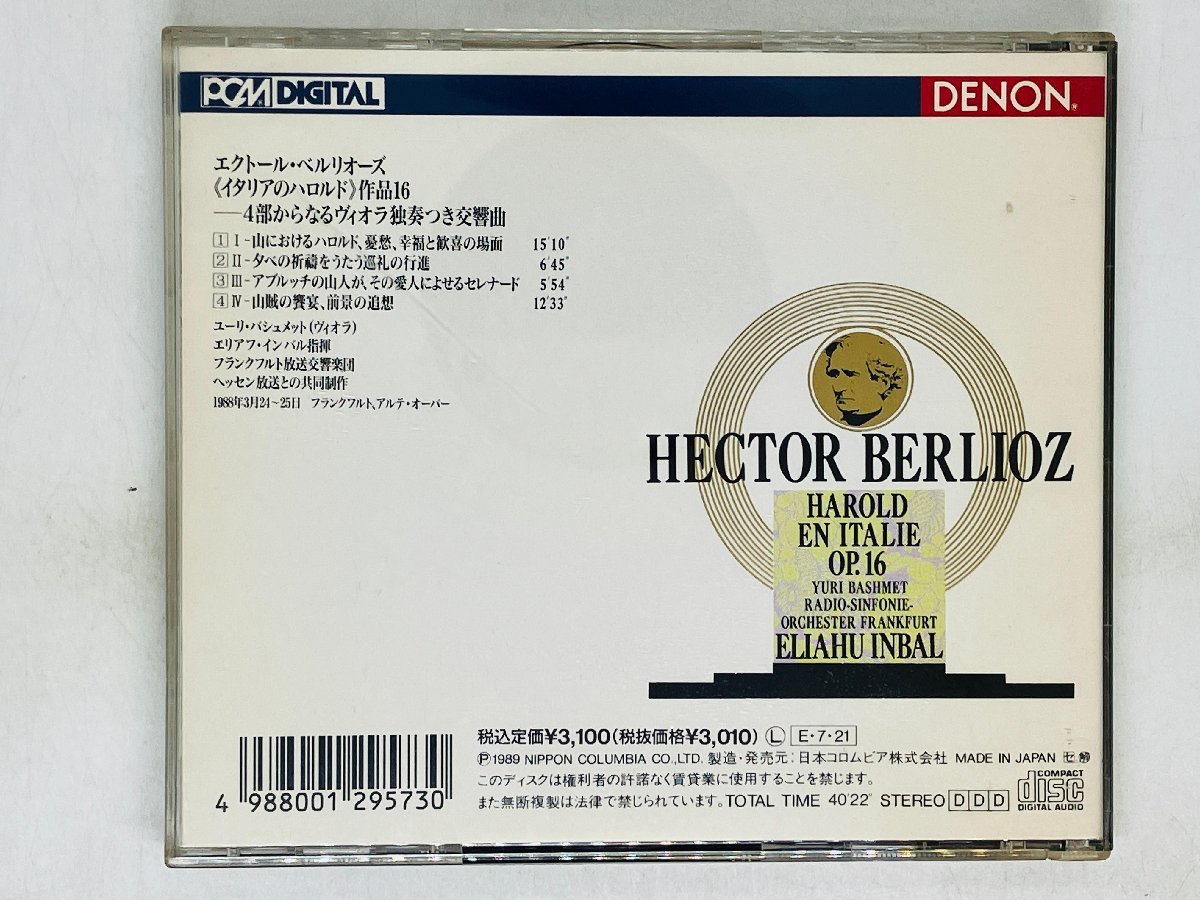 PCM DIGITAL
DENON
エクトール・ベルリオーズ
《イタリアのハロルド》作品16
──4部からなるヴィオラ独奏つき交響曲
1 I-山におけるハロルド、憂愁、幸福と歓喜の場面 15'10"
2 II-夕べの祈禱をうたう巡礼の行進 6'45"
3 III-アブルッチの山人が、その愛人によせるセレナード 5'54"
4 IV-山賊の饗宴、前景の追想 12'33"
ユーリ・バシュメット(ヴィオラ)
エリアフ・インバル指揮
フランクフルト放送交響楽団
ヘッセン放送との共同制作
1988年3月24~25日 フランクフルト、アルテ・オーパー
HECTOR BERLIOZ
HAROLD
EN ITALIE
OP.16
YURI BASHMET
RADIO-SINFONIE-
ORCHESTER FRANKFURT
ELIAHU INBAL
税込定価¥3,100(税抜価格¥3,010) Ⓛ E・7・21
Ⓟ1989 NIPPON COLUMBIA CO.,LTD. 製造・発売元:日本コロムビア株式会社 MADE IN JAPAN
このディスクは権利者の許諾なく賃貸業に使用することを禁じます。
また無断複製は法律で禁じられています。TOTAL TIME 40'22" STEREO DDD
COMPACT
disc
DIGITAL AUDIO
4 988001 295730